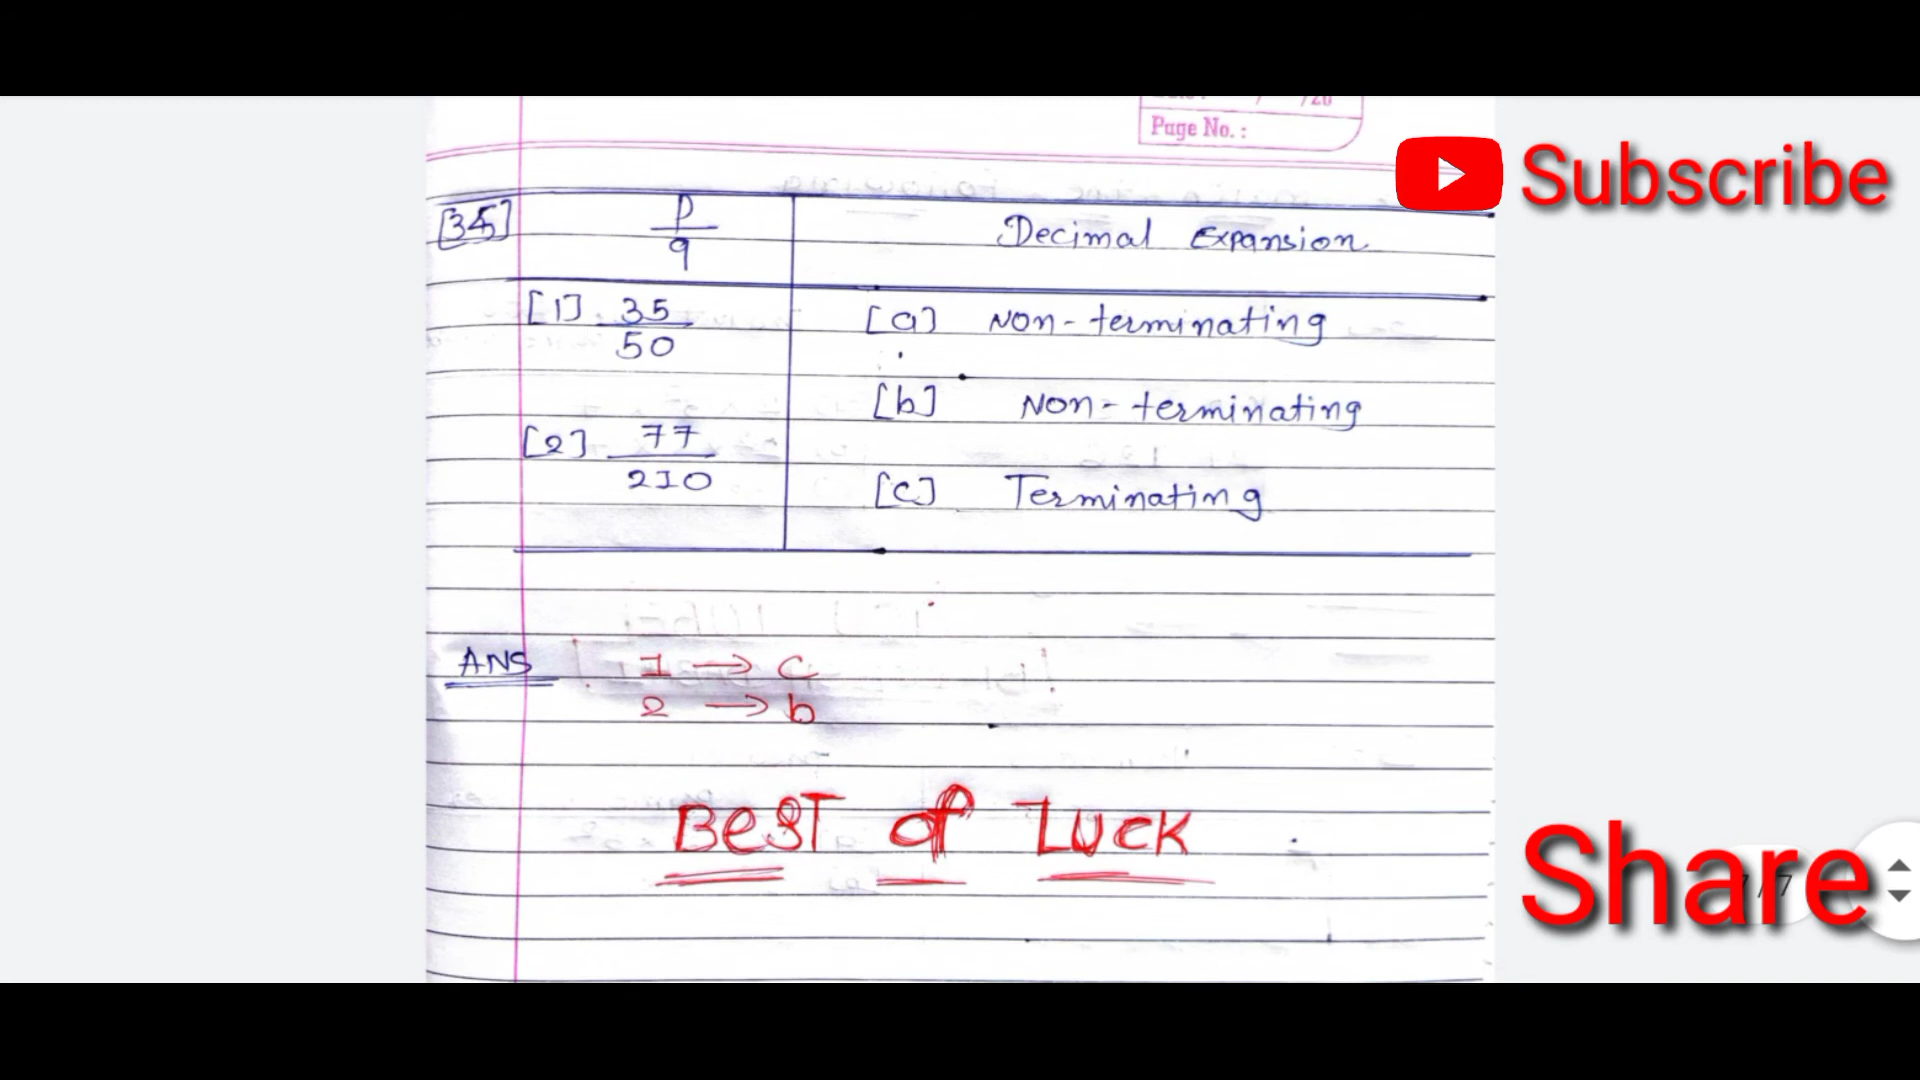 /20
Page No. :
Subscribe
[35] p/q Decimal Expansion
[1] 35/50 [a] Non-terminating
[b] Non-terminating
[2] 77/210
[c] Terminating
ANS 1 → c
2 → b
BEST of LUCK
Share